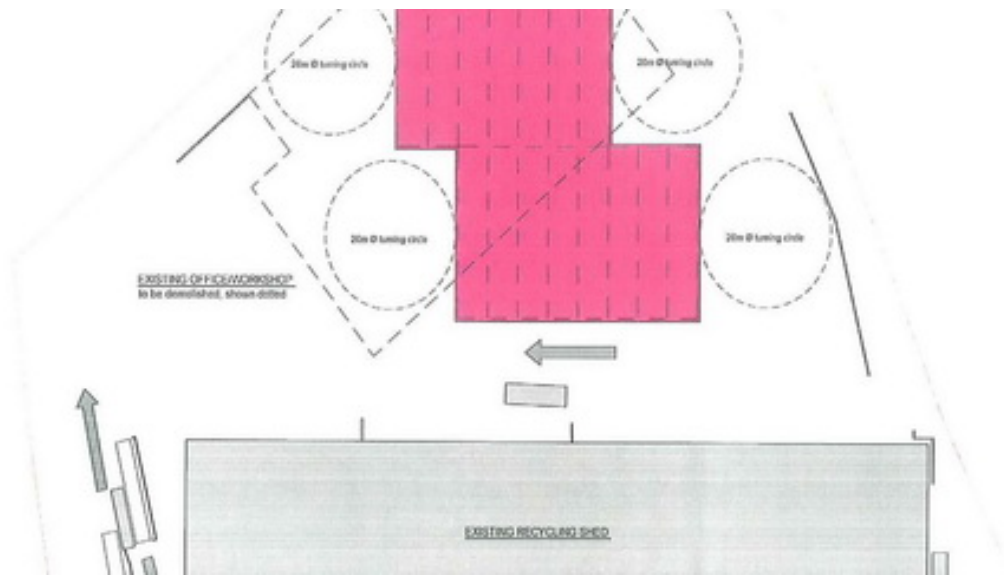 20m Ø turning circle
20m Ø turning circle
20m Ø turning circle
20m Ø turning circle
EXISTING OFFICE/WORKSHOP
to be demolished, shown dotted
EXISTING RECYCLING SHED